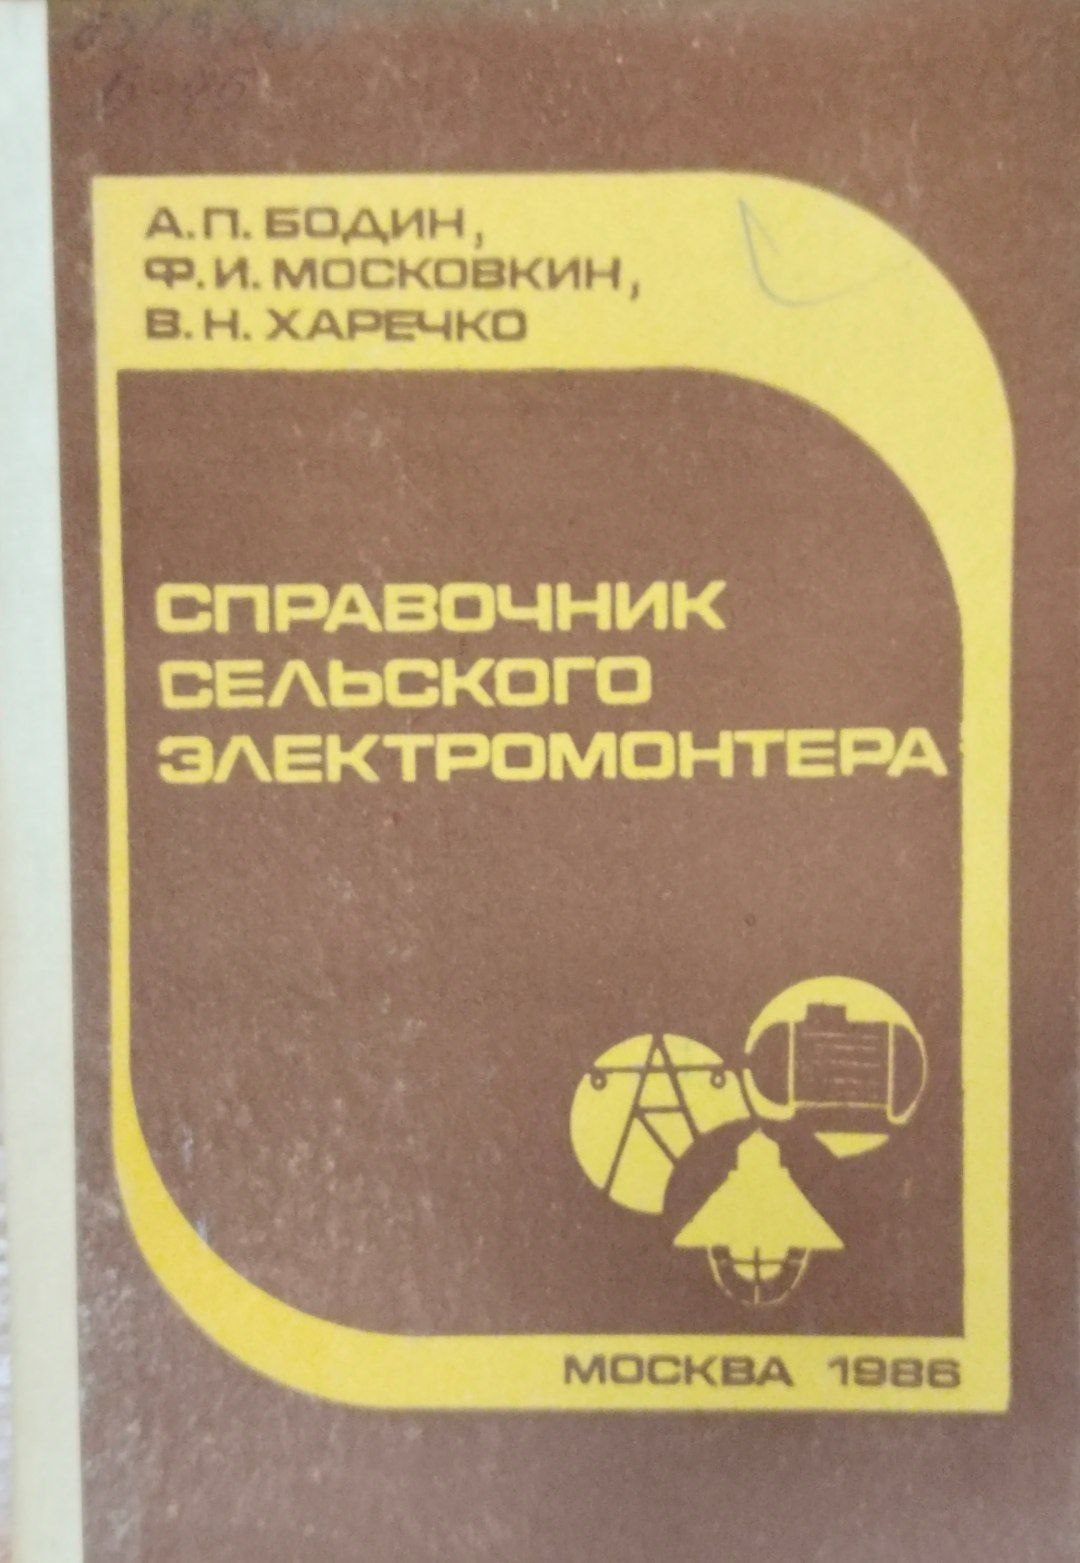 А.П. БОДИН,
Ф.И. МОСКОВКИН,
В.Н. ХАРЕЧКО
СПРАВОЧНИК
СЕЛЬСКОГО
ЭЛЕКТРОМОНТЕРА
МОСКВА 1986